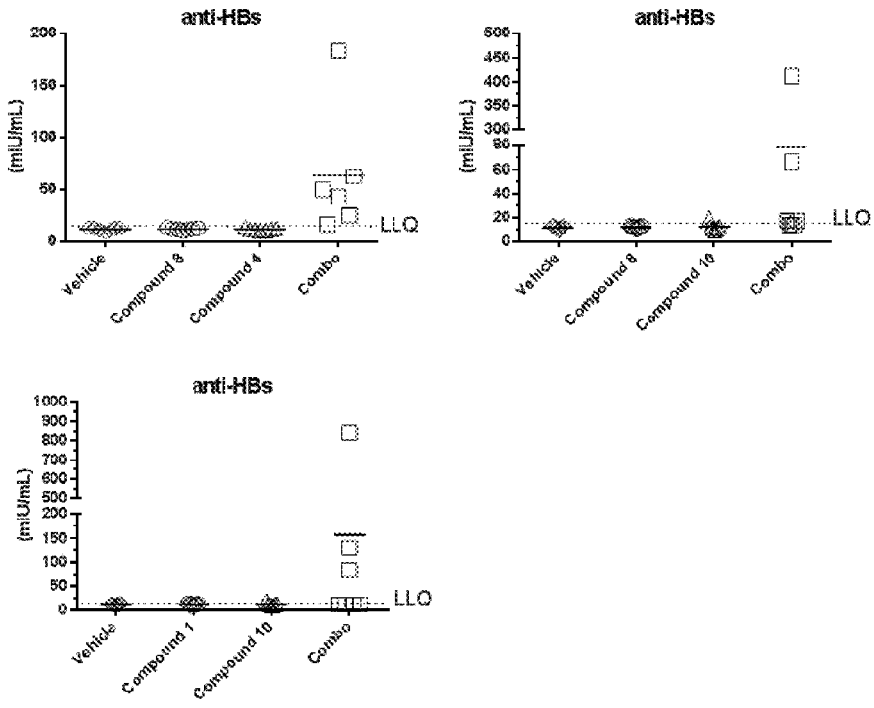 anti-HBs
200
150
100
50
0
(mIU/mL)
LLQ
Vehicle
Compound 8
Compound 4
Combo
anti-HBs
500
450
400
350
300
80
60
40
20
0
(mIU/mL)
LLQ
Vehicle
Compound 8
Compound 10
Combo
anti-HBs
1000
900
800
700
600
500
200
150
100
50
0
(mIU/mL)
LLQ
Vehicle
Compound 1
Compound 10
Combo